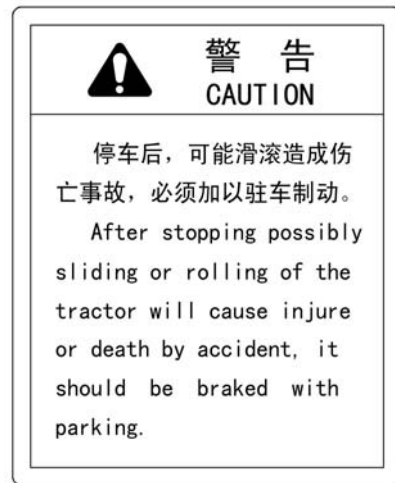 警 告
CAUTION
停车后，可能滑滚造成伤
亡事故，必须加以驻车制动。
After stopping possibly
sliding or rolling of the
tractor will cause injure
or death by accident, it
should be braked with
parking.